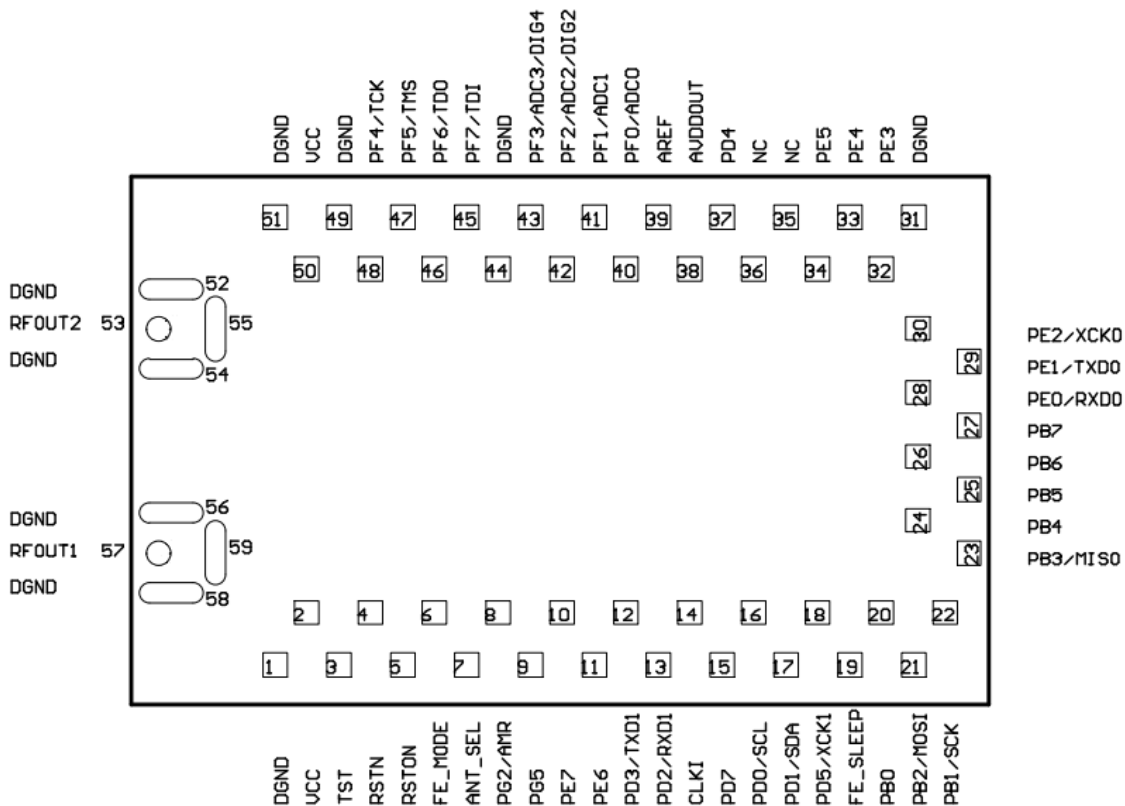 DGND
VCC
DGND
PF4/TCK
PF5/TMS
PF6/TDO
PF7/TDI
DGND
PF3/ADC3/DIG4
PF2/ADC2/DIG2
PF1/ADC1
PF0/ADC0
AREF
AVDDOUT
PD4
NC
NC
PE5
PE4
PE3
DGND
51 49 47 45 43 41 39 37 35 33 31
50 48 46 44 42 40 38 36 34 32
DGND
52
RFOUT2 53
55
DGND
54
30
PE2/XCK0
29
PE1/TXD0
28
PE0/RXD0
27
PB7
26
PB6
25
PB5
24
PB4
23
PB3/MISO
DGND
56
RFOUT1 57
59
DGND
58
2 4 6 8 10 12 14 16 18 20 22
1 3 5 7 9 11 13 15 17 19 21
DGND
VCC
TST
RSTN
RSTON
FE_MODE
ANT_SEL
PG2/AMR
PG5
PE7
PE6
PD3/TXD1
PD2/RXD1
CLKI
PD7
PD0/SCL
PD1/SDA
PD5/XCK1
FE_SLEEP
PB0
PB2/MOSI
PB1/SCK